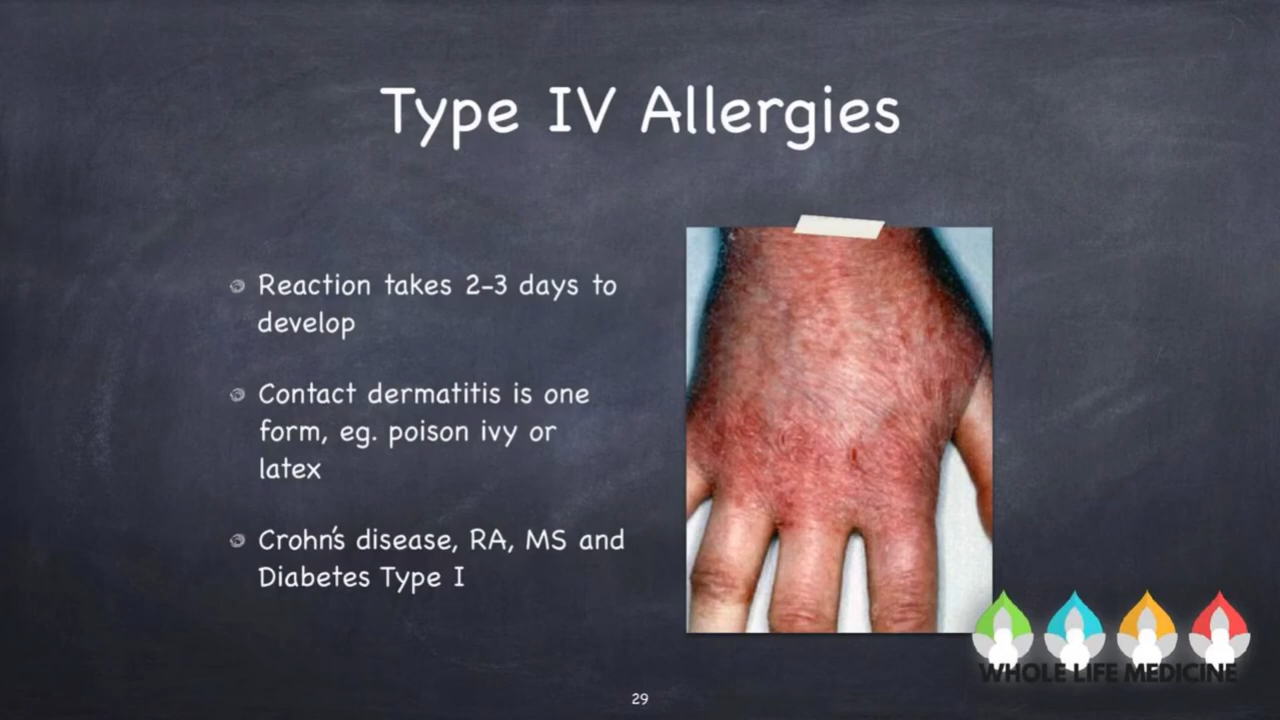 Type IV Allergies
Reaction takes 2-3 days to
develop
Contact dermatitis is one
form, eg. poison ivy or
latex
Crohn's disease, RA, MS and
Diabetes Type I
WHOLE LIFE MEDICINE
29